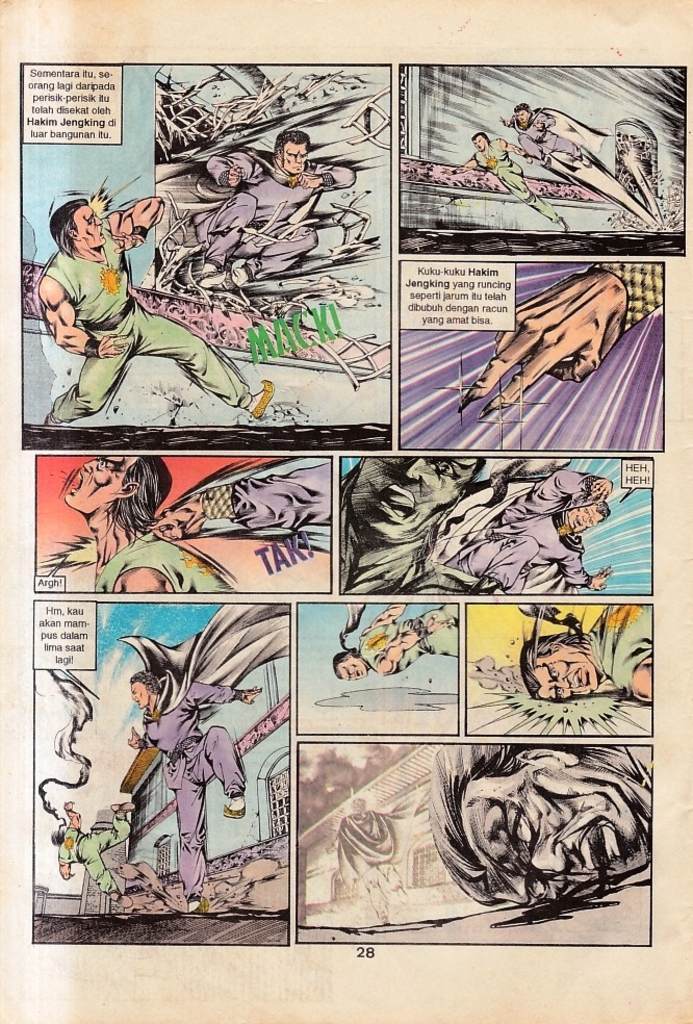 Sementara itu, se-
orang lagi daripada
perisik-perisik itu
telah disekat oleh
Hakim Jengking di
luar bangunan itu.
MACK!
Kuku-kuku Hakim
Jengking yang runcing
seperti jarum itu telah
dibubuh dengan racun
yang amat bisa.
Argh!
TAK!
HEH,
HEH!
Hm, kau
akan mam-
pus dalam
lima saat
lagi!
28